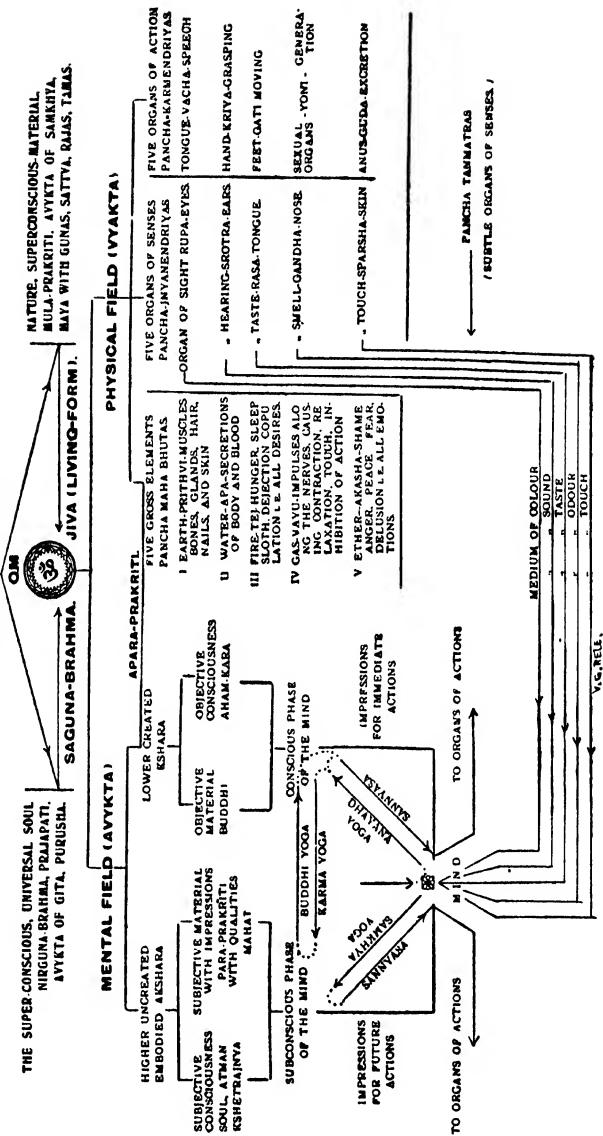 THE SUPER-CONSCIOUS, UNIVERSAL SOUL
NIRGUNA-BRAHMA, PRAJAPATI,
AVYKTA OF GITA, PURUSHA.
OM
ॐ
NATURE, SUPERCONSCIOUS-MATERIAL,
MULA-PRAKRITI, AVYKTA OF SAMKHYA,
MAYA WITH GUNAS, SATTVA, RAJAS, TAMAS.
SAGUNA-BRAHMA.
JIVA (LIVING-FORM).
MENTAL FIELD (AVYKTA)
PHYSICAL FIELD (VYAKTA)
APARA-PRAKRITI.
HIGHER UNCREATED
EMBODIED AKSHARA
LOWER CREATED
KSHARA
SUBJECTIVE
CONSCIOUSNESS
SOUL, ATMAN
KSHETRAJNYA
SUBJECTIVE MATERIAL
WITH IMPRESSIONS
PARA-PRAKRITI
WITH QUALITIES
MAHAT
OBJECTIVE
MATERIAL
BUDDHI
OBJECTIVE
CONSCIOUSNESS
AHAM-KARA
SUBCONSCIOUS PHASE
OF THE MIND
CONSCIOUS PHASE
OF THE MIND
BUDDHI YOGA
KARMA YOGA
SAMKHYA
YOGA
YOGA
SANNYASA
IMPRESSIONS
FOR FUTURE
ACTIONS
IMPRESSIONS
FOR IMMEDIATE
ACTIONS
MIND
TO ORGANS OF ACTIONS
TO ORGANS OF ACTIONS
FIVE GROSS ELEMENTS
PANCHA MAHA BHUTAS
I EARTH-PRITHVI-MUSCLES
BONES, GLANDS, HAIR,
NAILS, AND SKIN
II WATER-APA-SECRETIONS
OF BODY AND BLOOD
III FIRE-TEJ-HUNGER, SLEEP
SLOTH, DEJECTION COPU
LATION i.e. ALL DESIRES.
IV GAS-VAYU-IMPULSES ALO
NG THE NERVES, CAUS-
ING CONTRACTION, RE
LAXATION, TOUCH, IN-
HIBITION OF ACTION
V ETHER-AKASHA-SHAME
ANGER, PEACE FEAR,
DELUSION i.e. ALL EMO-
TIONS.
FIVE ORGANS OF SENSES
PANCHA-JNYANENDRIYAS
ORGAN OF SIGHT RUPA-EYES.
" HEARING-SROTRA-EARS
" TASTE-RASA-TONGUE
" SMELL-GANDHA-NOSE
" TOUCH-SPARSHA-SKIN
FIVE ORGANS OF ACTION
PANCHA-KARMENDRIYAS
TONGUE-VACHA-SPEECH
HAND-KRIYA-GRASPING
FEET-GATI MOVING
SEXUAL - YONI - GENERA-
ORGANS TION
ANUS-GUDA-EXCRETION
PANCHA TANMATRAS
/SUBTLE ORGANS OF SENSES./
MEDIUM OF COLOUR
" " SOUND
" " TASTE
" " ODOUR
" " TOUCH
V.G.RELE.